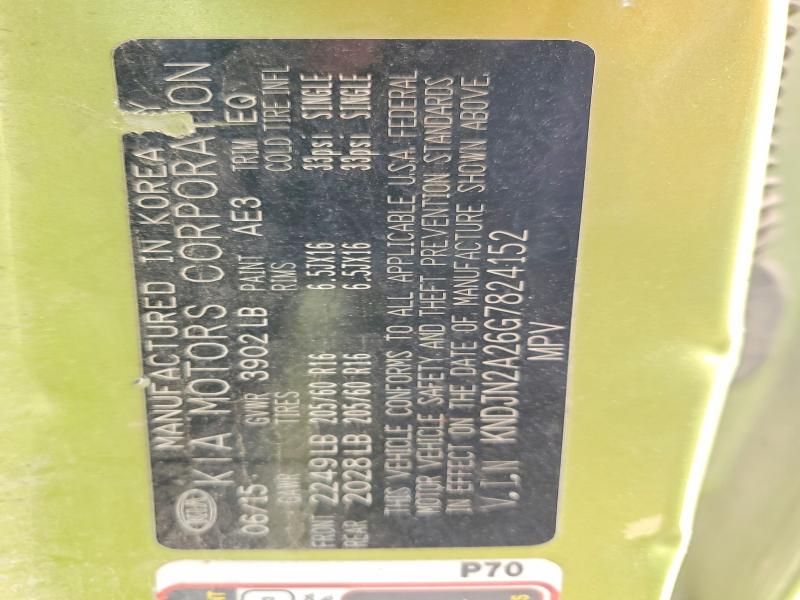 MANUFACTURED IN KOREA
KIA MOTORS CORPORATION
06/15 GVWR 3902LB PAINT AE3 TRIM EQ
GAWR TIRES RIMS COLD TIRE INFL
FRONT 2249LB 205/60 R16 6.5JX16 33psi SINGLE
REAR 2028LB 205/60 R16 6.5JX16 33psi SINGLE
THIS VEHICLE CONFORMS TO ALL APPLICABLE U.S.A. FEDERAL
MOTOR VEHICLE SAFETY AND THEFT PREVENTION STANDARDS
IN EFFECT ON THE DATE OF MANUFACTURE SHOWN ABOVE.
V.I.N KNDJN2A26G7824152
MPV
P70